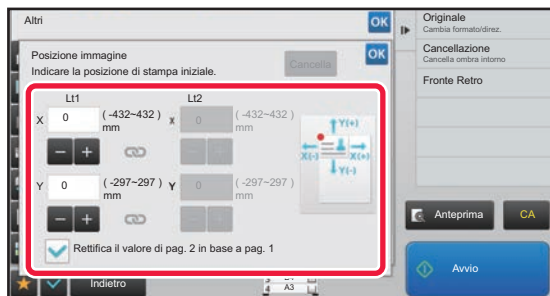 Altri
OK
Posizione immagine
Indicare la posizione di stampa iniziale.
Cancella
OK
Lt1
Lt2
X 0 (-432~432) mm
x 0 (-432~432) mm
- +
- +
Y 0 (-297~297) mm
Y 0 (-297~297) mm
- +
- +
Y(+)
X(-)
X(+)
Y(-)
Rettifica il valore di pag. 2 in base a pag. 1
Indietro
A3
Originale
Cambia formato/direz.
Cancellazione
Cancella ombra intorno
Fronte Retro
Anteprima
CA
Avvio